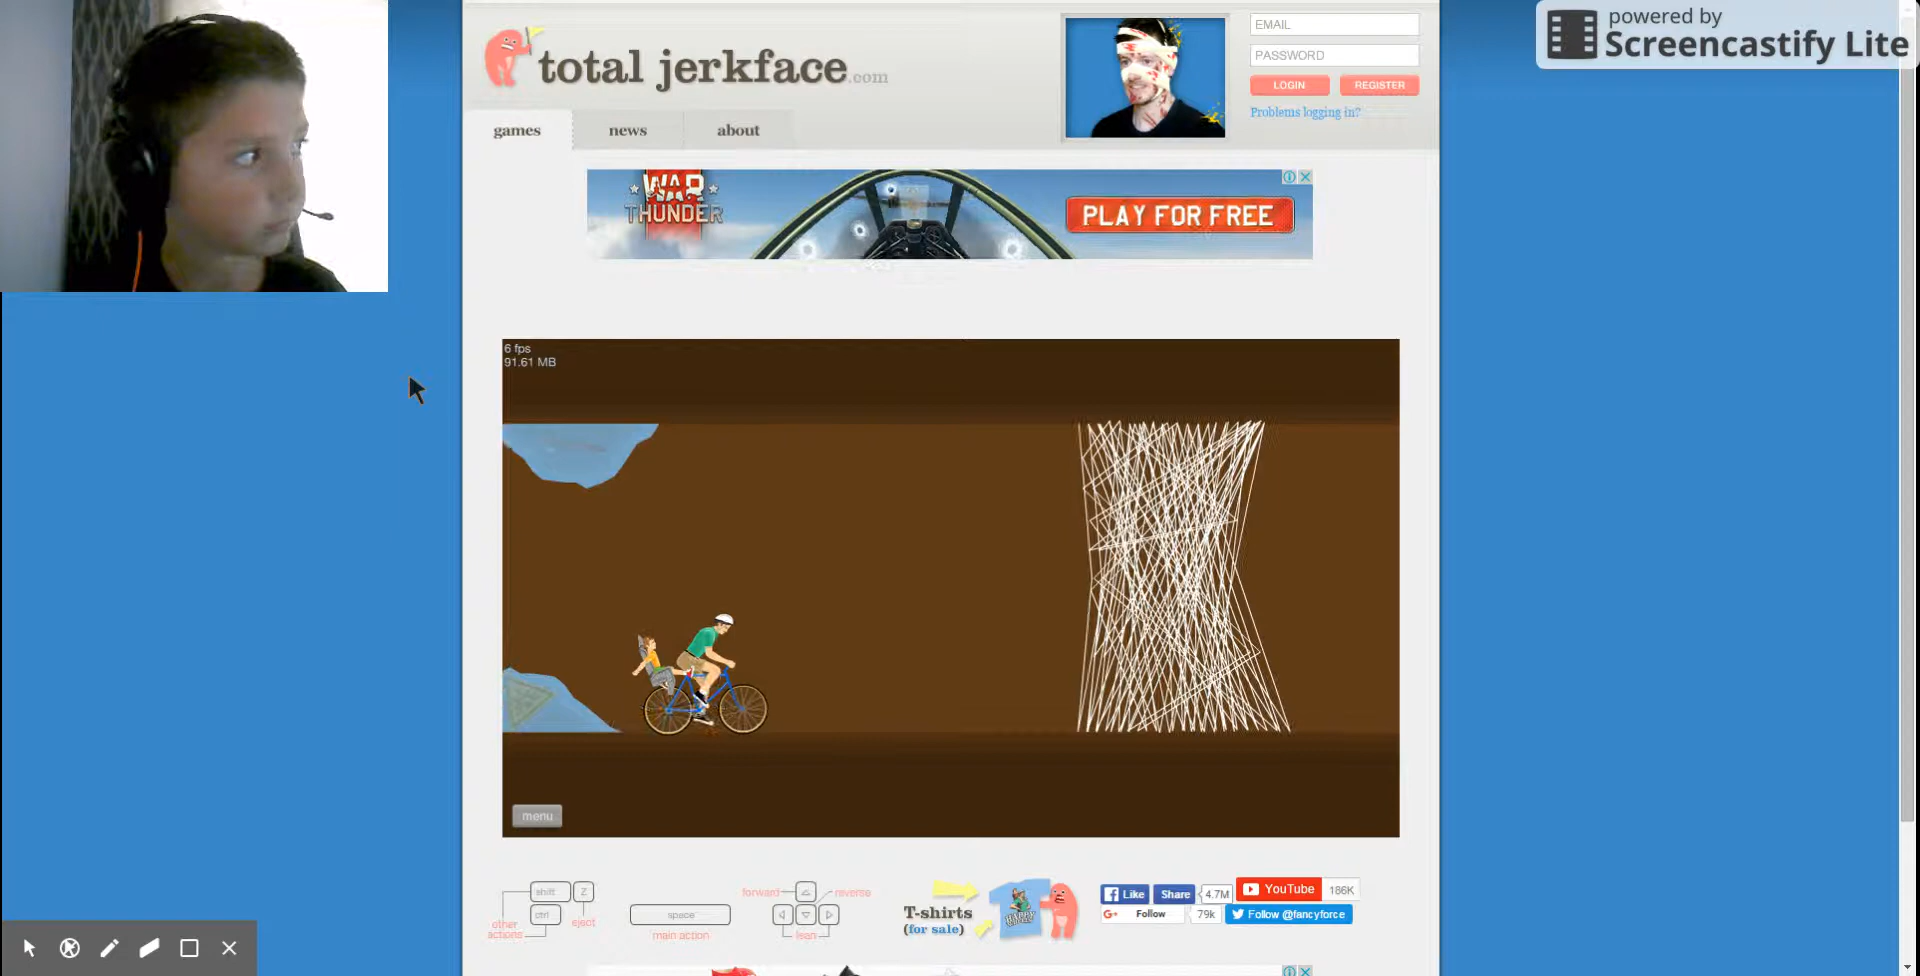 powered by
Screencastify Lite
total jerkface.com
EMAIL
PASSWORD
LOGIN REGISTER
Problems logging in?
games news about
WAR
THUNDER
PLAY FOR FREE
6 fps
91.61 MB
menu
shift Z
ctrl
other
actions
eject
space
main action
forward reverse
lean
T-shirts
(for sale)
Like Share 4.7M
YouTube 186K
G+ Follow 79k
Follow @fancyforce